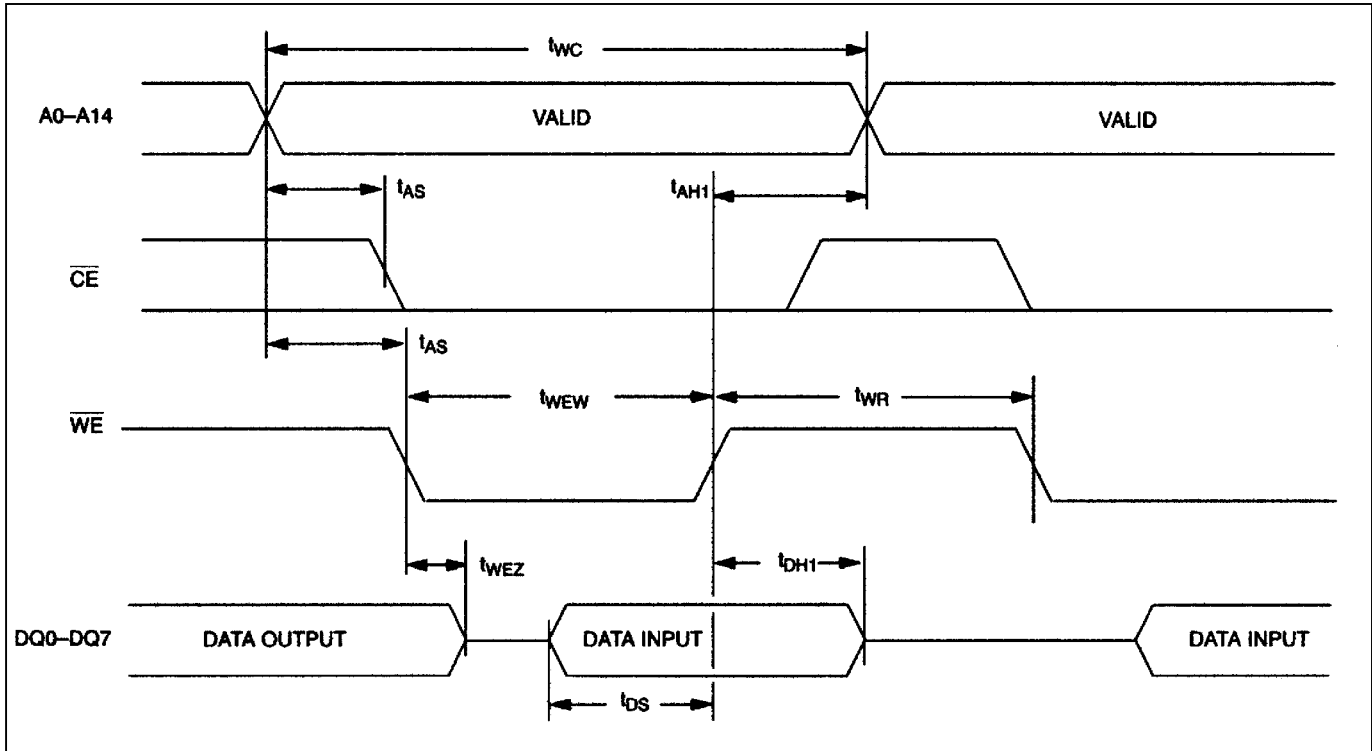 tWC
A0–A14
VALID
VALID
tAS
tAH1
CE
tAS
tWEW
tWR
WE
tWEZ
tDH1
DQ0–DQ7
DATA OUTPUT
DATA INPUT
DATA INPUT
tDS